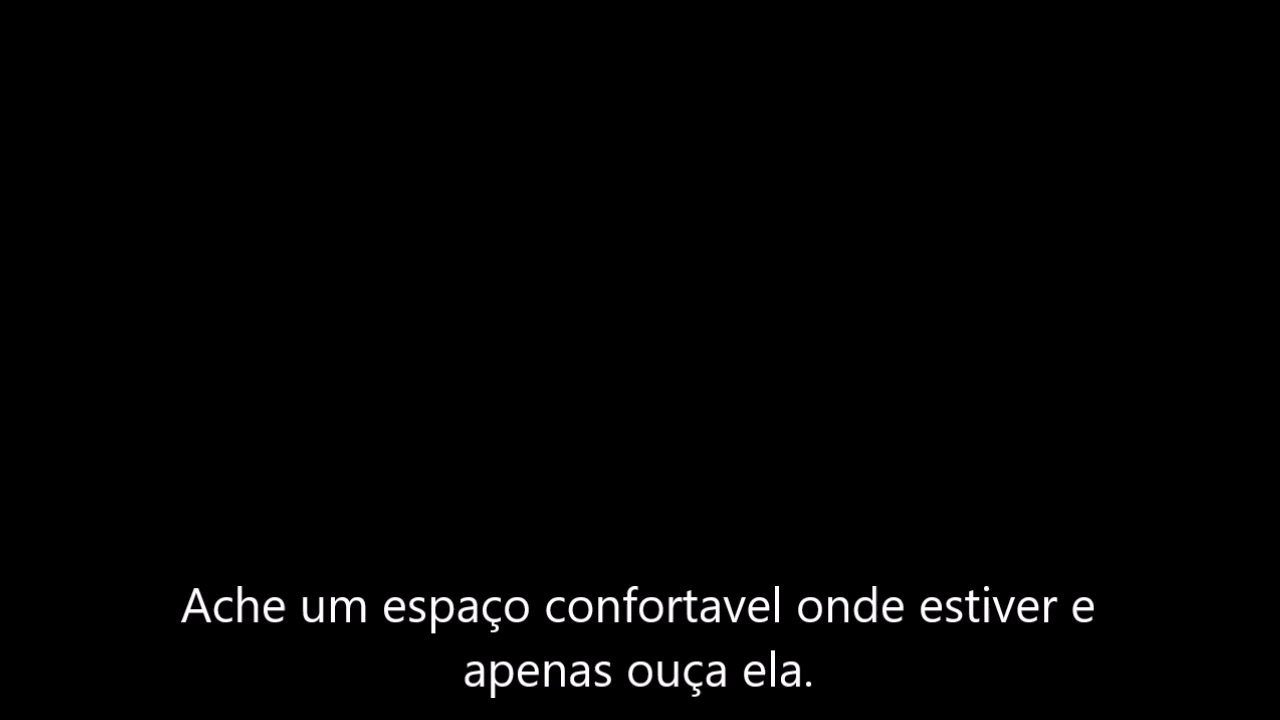 Ache um espaço confortavel onde estiver e
apenas ouça ela.